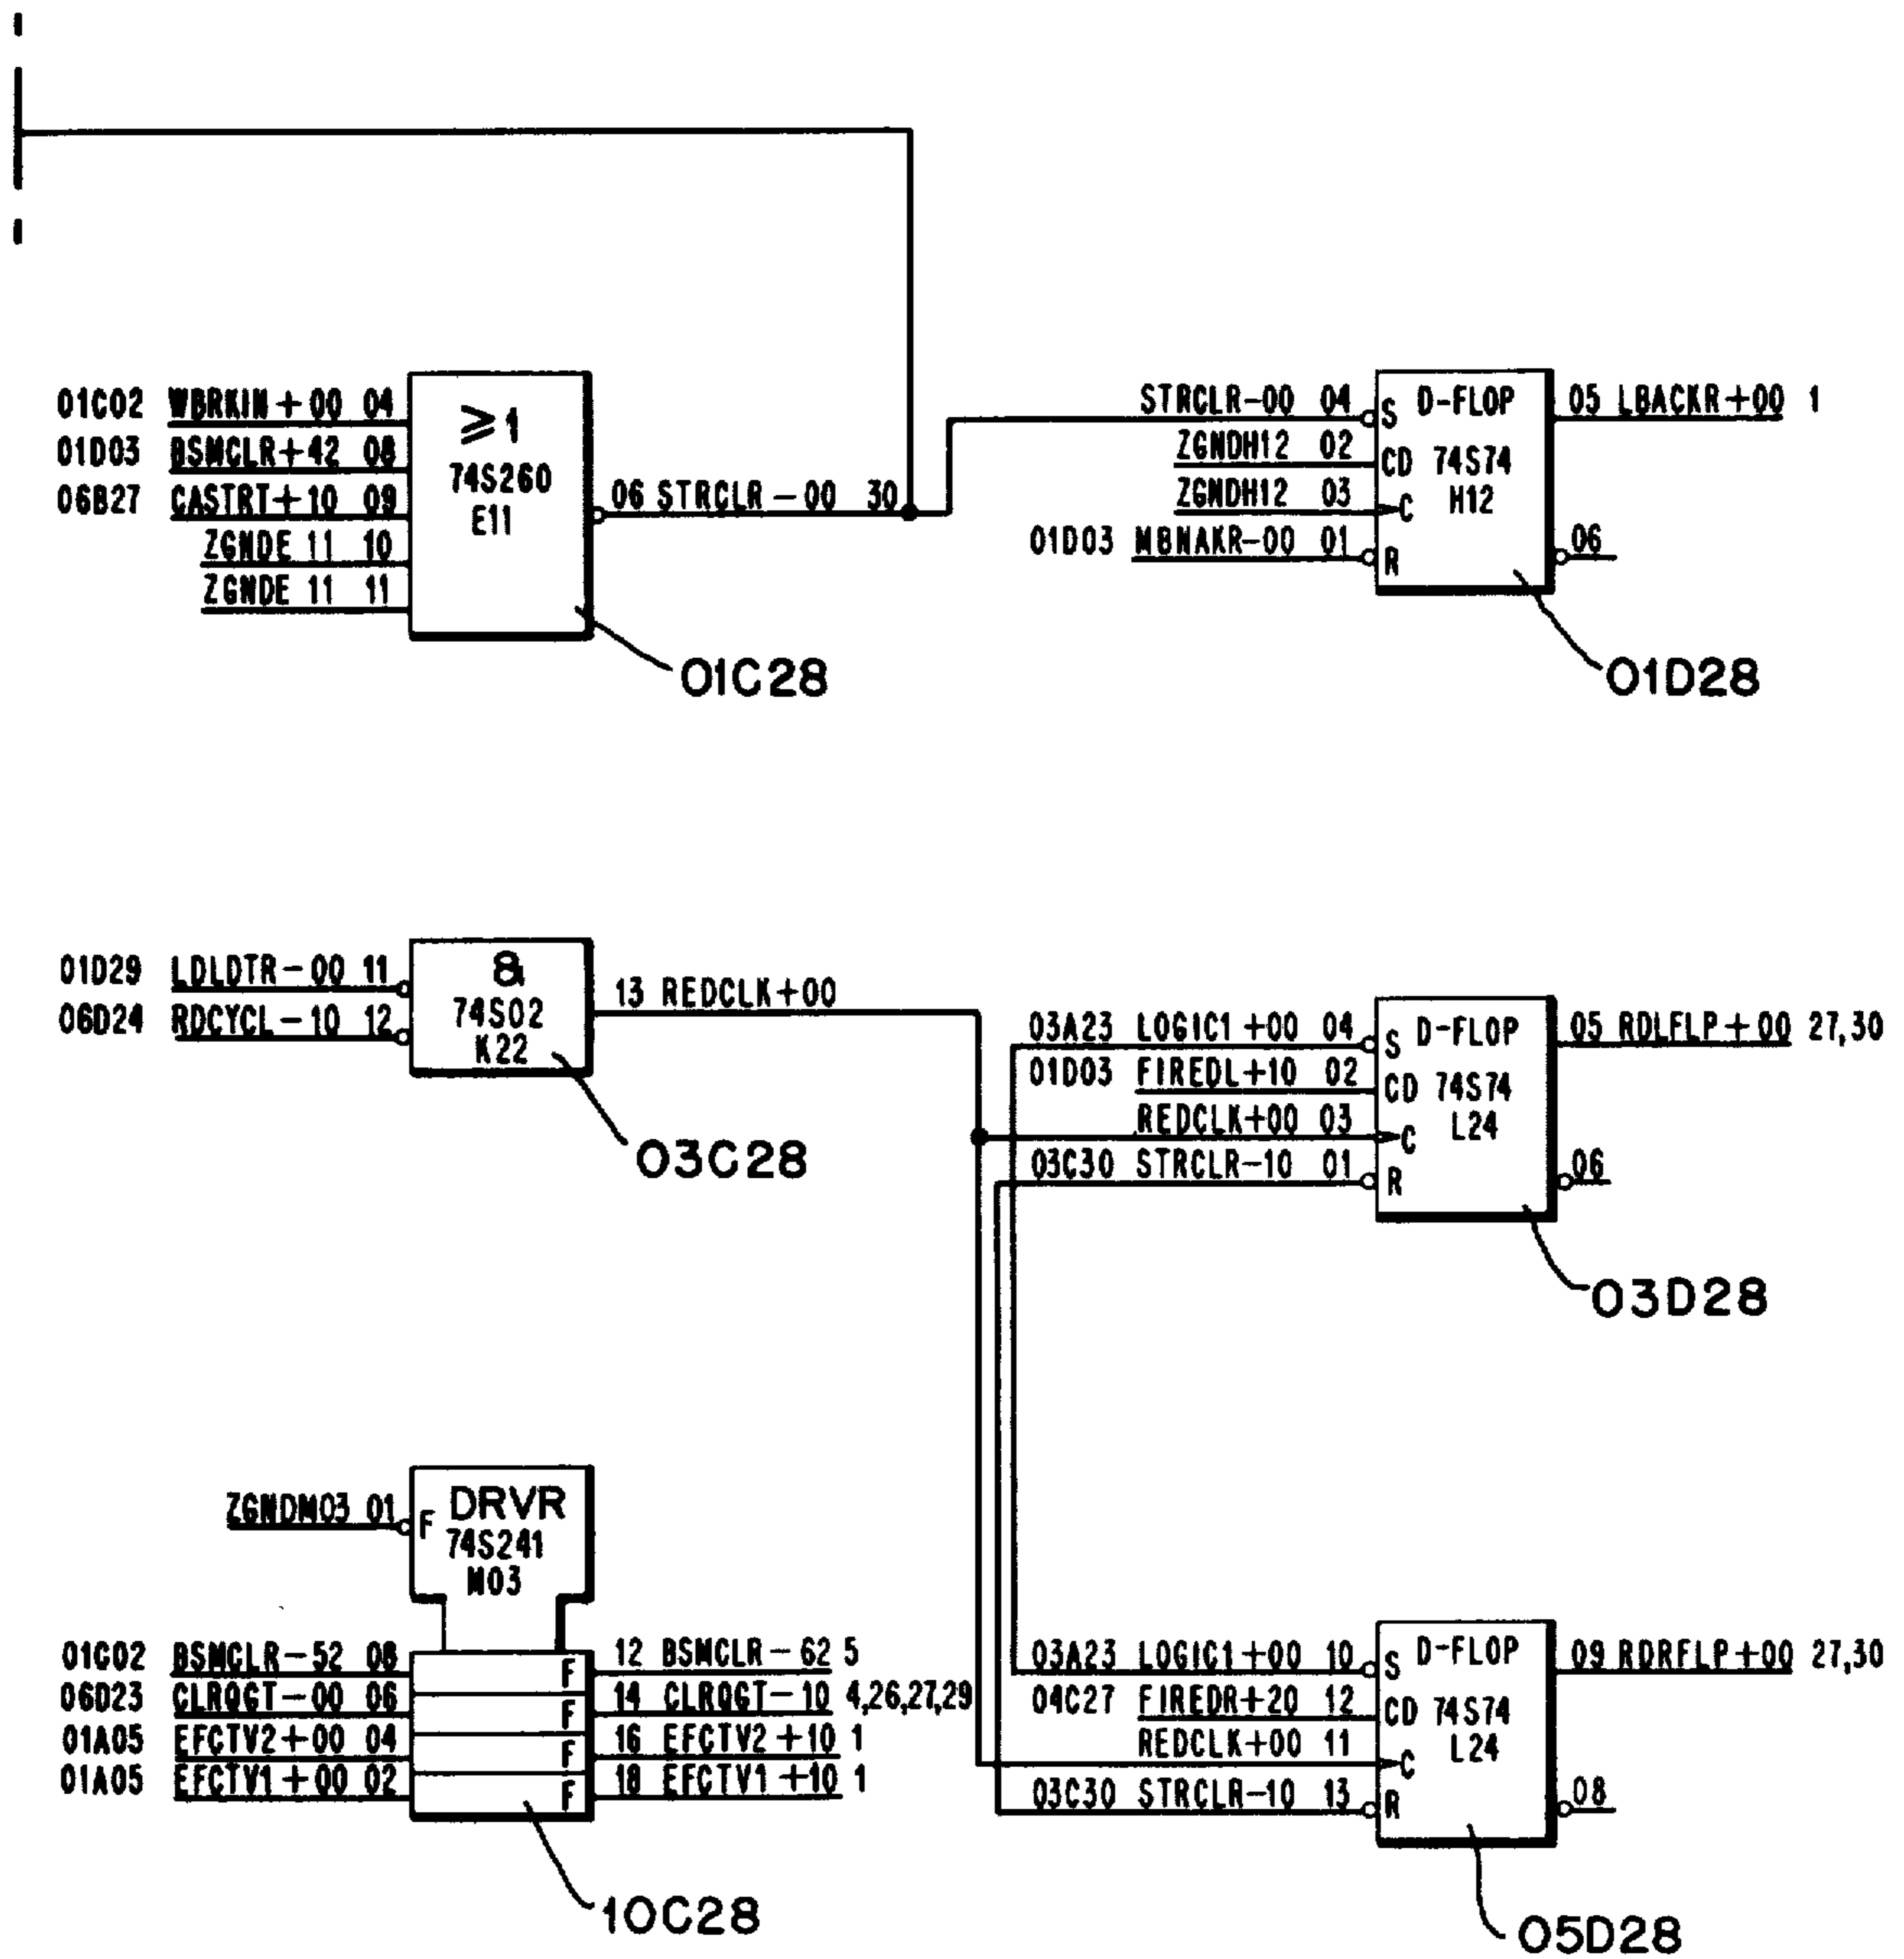 01C02 WBRKIN+00 04
01D03 BSMCLR+42 08
06B27 CASTRT+10 09
ZGNDE 11 10
ZGNDE 11 11
≥1
74S260
E11
06 STRCLR-00 30
01C28
STRCLR-00 04
ZGNDH12 02
ZGNDH12 03
01D03 MBNAKR-00 01
S D-FLOP
CD 74S74
C H12
R
05 LBACKR+00 1
06
01D28
01D29 LDLDTR-00 11
06D24 RDCYCL-10 12
&
74S02
K22
13 REDCLK+00
03C28
03A23 LOGIC1+00 04
01D03 FIREDL+10 02
REDCLK+00 03
03C30 STRCLR-10 01
S D-FLOP
CD 74S74
C L24
R
05 RDLFLP+00 27,30
06
03D28
ZGNDM03 01
F DRVR
74S241
M03
01C02 BSMCLR-52 08 F 12 BSMCLR-62 5
06D23 CLRQGT-00 06 F 14 CLRQGT-10 4,26,27,29
01A05 EFCTV2+00 04 F 16 EFCTV2+10 1
01A05 EFCTV1+00 02 F 18 EFCTV1+10 1
10C28
03A23 LOGIC1+00 10
04C27 FIREDR+20 12
REDCLK+00 11
03C30 STRCLR-10 13
S D-FLOP
CD 74S74
C L24
R
09 RDRFLP+00 27,30
08
05D28